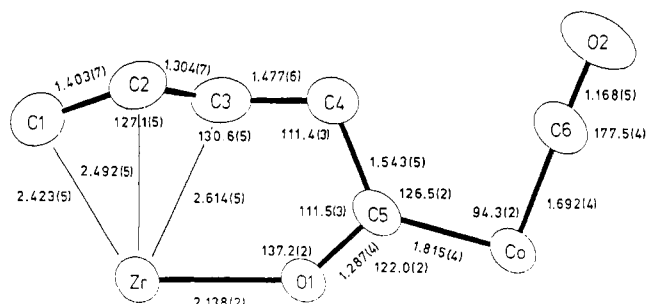 O2
1.403(7)
C2
1.304(7)
1.477(6)
1.168(5)
C1
C3
C4
C6
127.1(5)
130.6(5)
111.4(3)
177.5(4)
1.543(5)
2.492(5)
2.423(5)
2.614(5)
126.5(2)
1.692(4)
111.5(3)
C5
94.3(2)
137.2(2)
1.815(4)
Co
1.287(4)
122.0(2)
Zr
O1
2.138(2)